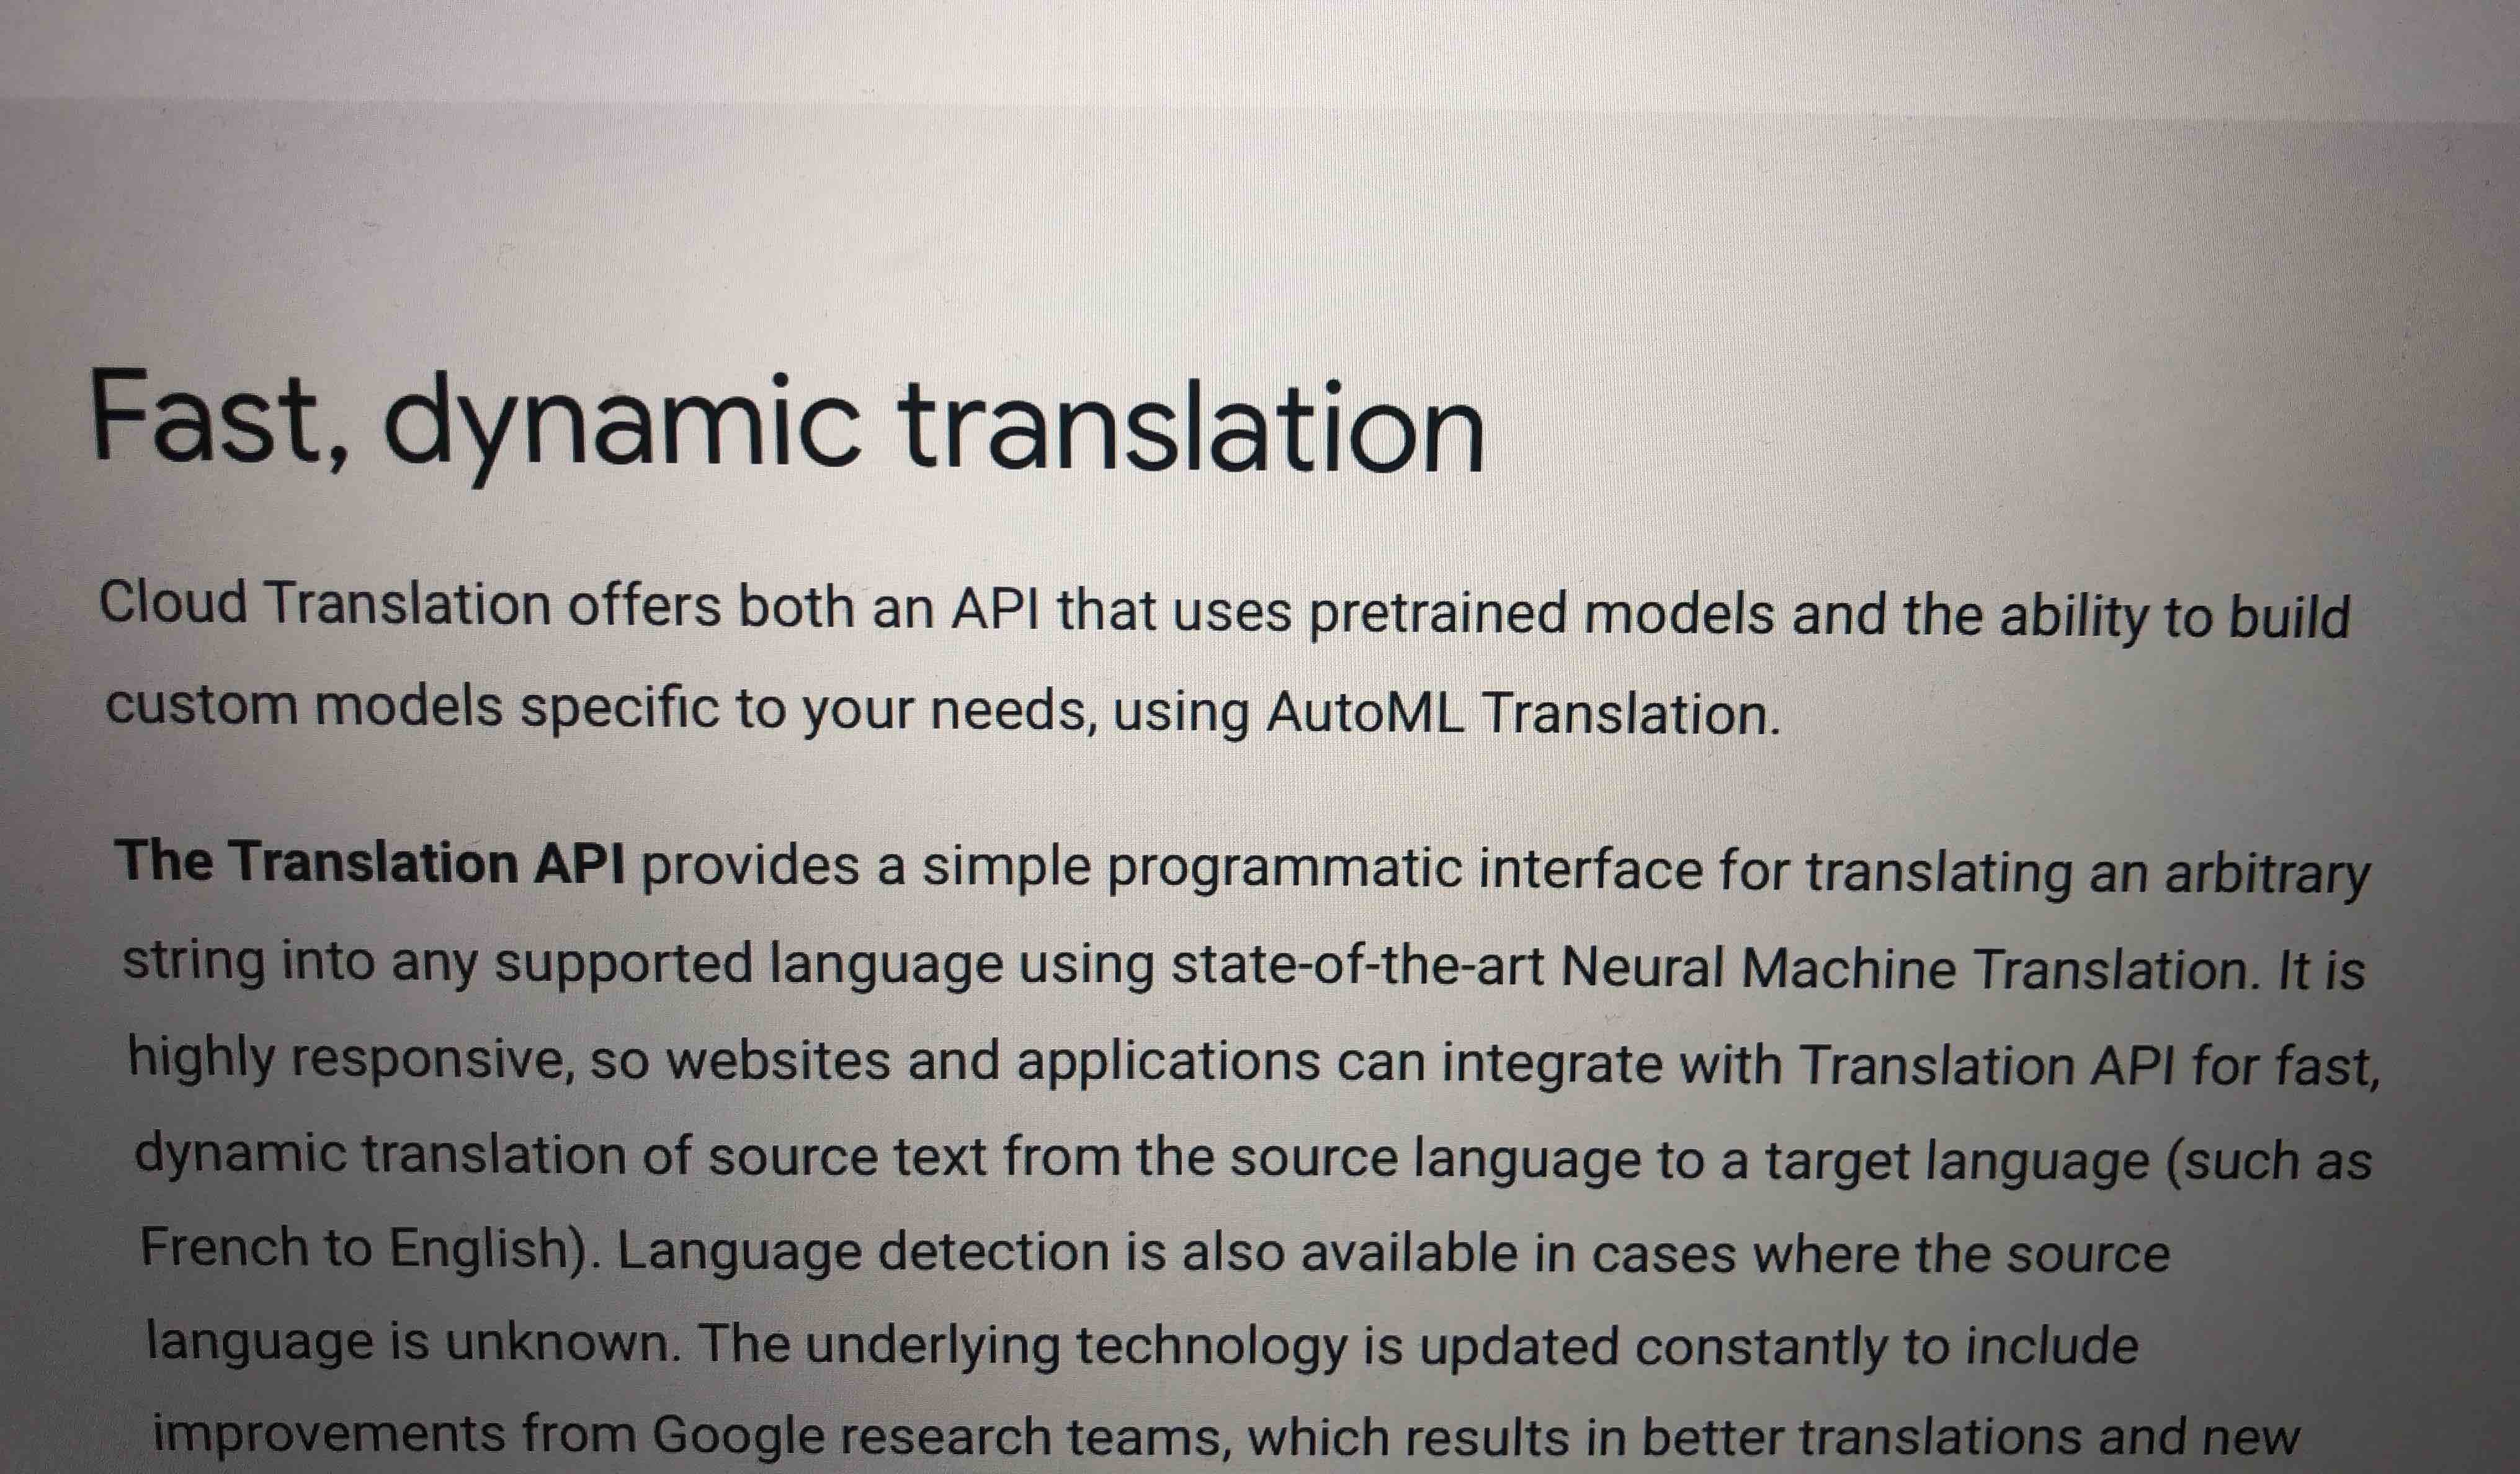 Fast, dynamic translation
Cloud Translation offers both an API that uses pretrained models and the ability to build
custom models specific to your needs, using AutoML Translation.
The Translation API provides a simple programmatic interface for translating an arbitrary
string into any supported language using state-of-the-art Neural Machine Translation. It is
highly responsive, so websites and applications can integrate with Translation API for fast,
dynamic translation of source text from the source language to a target language (such as
French to English). Language detection is also available in cases where the source
language is unknown. The underlying technology is updated constantly to include
improvements from Google research teams, which results in better translations and new